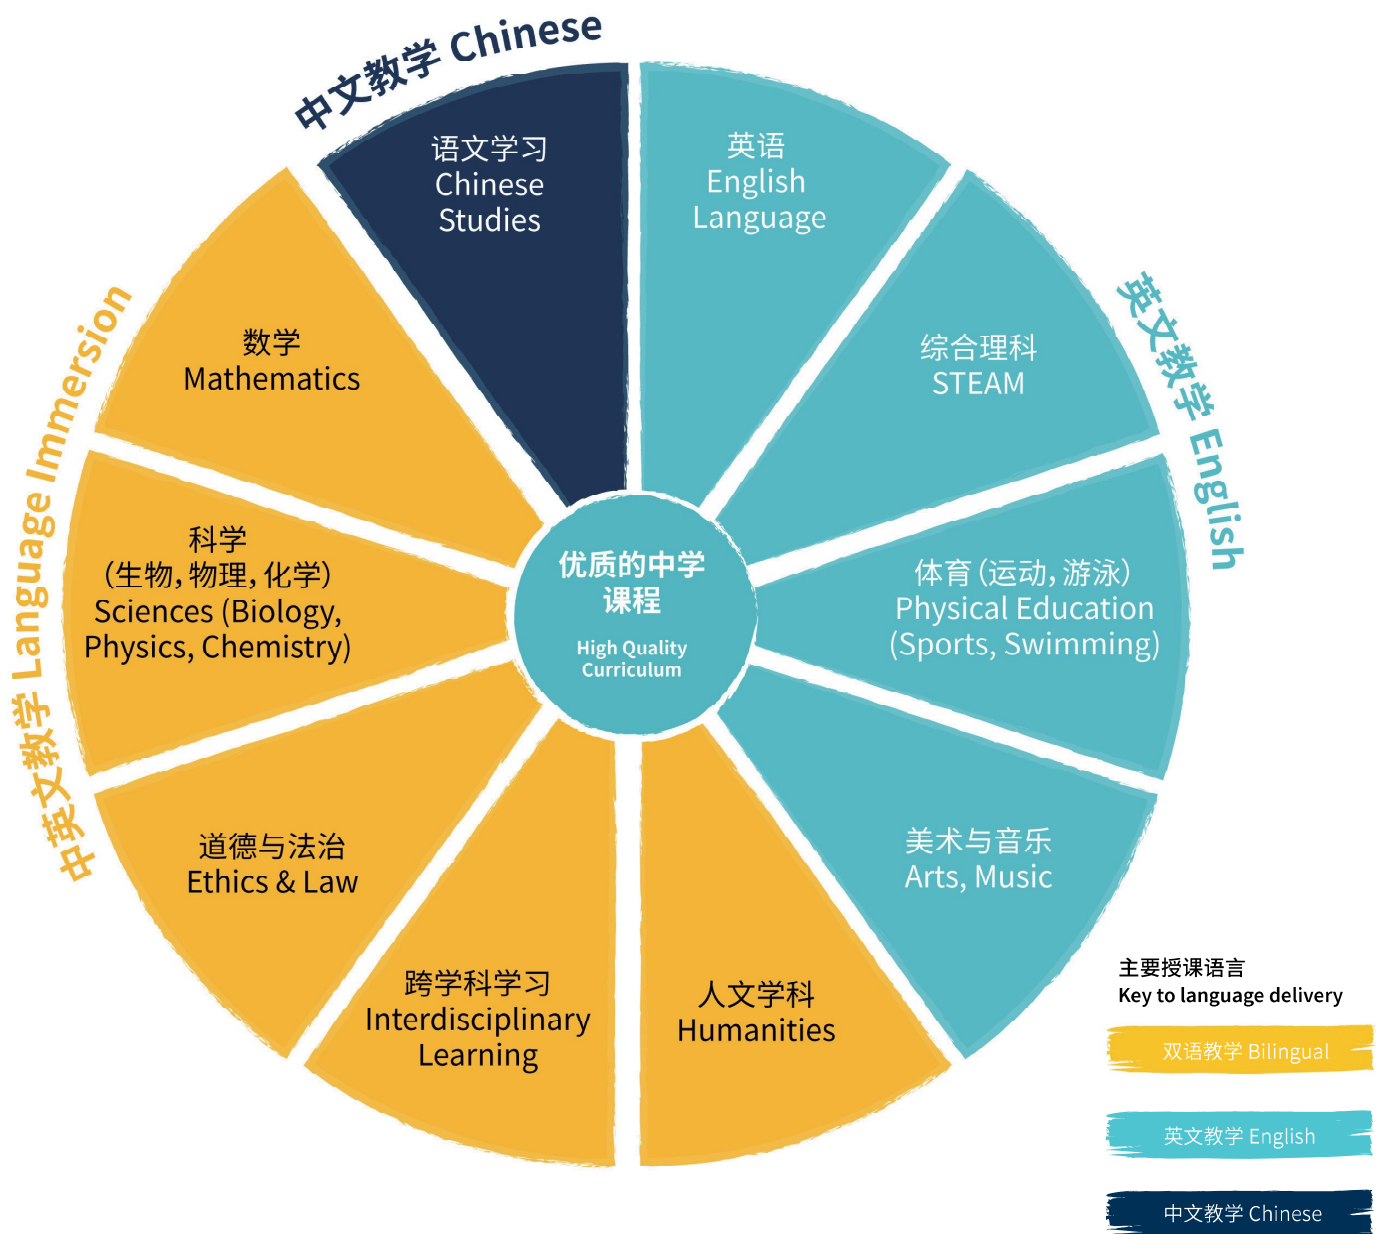 中文教学 Chinese
语文学习
Chinese
Studies
英语
English
Language
综合理科
STEAM
英文教学 English
体育（运动，游泳）
Physical Education
(Sports, Swimming)
美术与音乐
Arts, Music
人文学科
Humanities
跨学科学习
Interdisciplinary
Learning
道德与法治
Ethics & Law
科学
（生物，物理，化学）
Sciences (Biology,
Physics, Chemistry)
数学
Mathematics
中英文教学 Language Immersion
优质的中学
课程
High Quality
Curriculum
主要授课语言
Key to language delivery
双语教学 Bilingual
英文教学 English
中文教学 Chinese